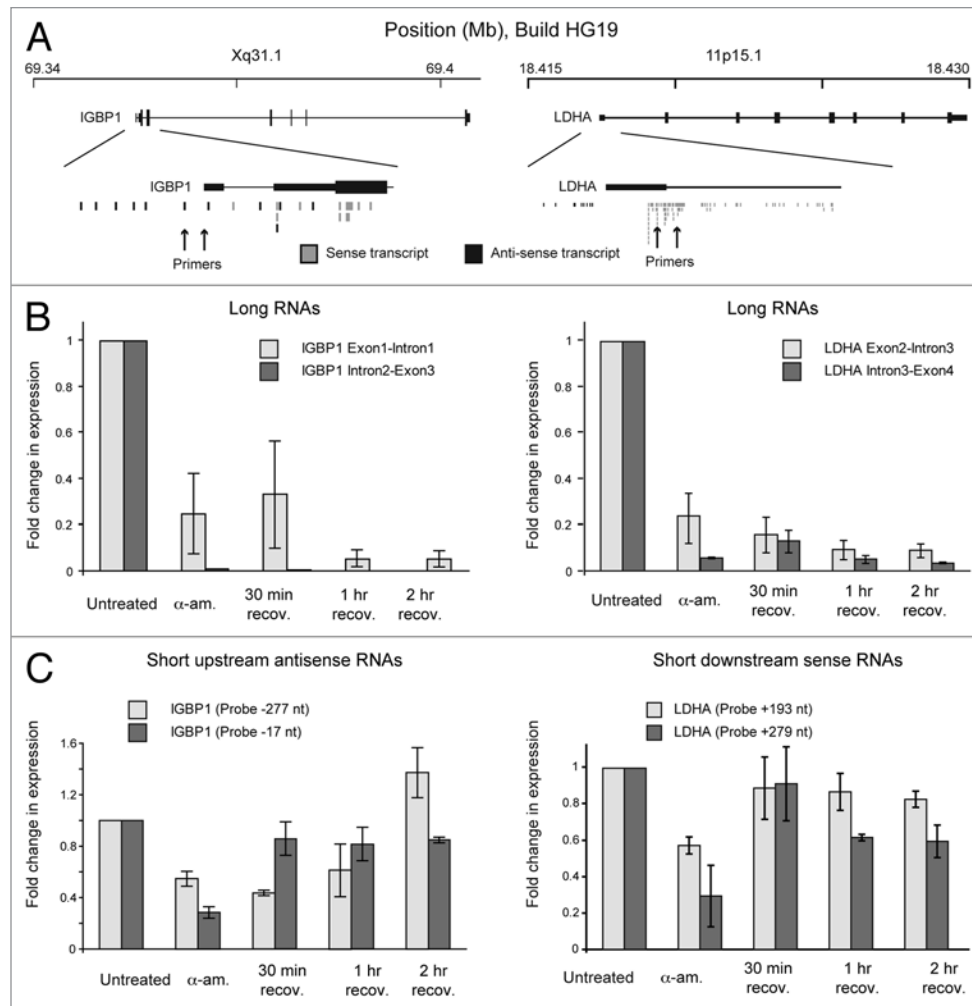 A
Position (Mb), Build HG19
Xq31.1
11p15.1
69.34
69.4
18.415
18.430
IGBP1
LDHA
IGBP1
LDHA
Primers
Sense transcript
Anti-sense transcript
Primers
B
Long RNAs
Long RNAs
IGBP1 Exon1-Intron1
IGBP1 Intron2-Exon3
LDHA Exon2-Intron3
LDHA Intron3-Exon4
Fold change in expression
1
0.8
0.6
0.4
0.2
0
Untreated
α-am.
30 min
recov.
1 hr
recov.
2 hr
recov.
Fold change in expression
1
0.8
0.6
0.4
0.2
0
Untreated
α-am.
30 min
recov.
1 hr
recov.
2 hr
recov.
C
Short upstream antisense RNAs
Short downstream sense RNAs
IGBP1 (Probe -277 nt)
IGBP1 (Probe -17 nt)
LDHA (Probe +193 nt)
LDHA (Probe +279 nt)
Fold change in expression
1.6
1.2
0.8
0.4
0
Untreated
α-am.
30 min
recov.
1 hr
recov.
2 hr
recov.
Fold change in expression
1
0.8
0.6
0.4
0.2
0
Untreated
α-am.
30 min
recov.
1 hr
recov.
2 hr
recov.